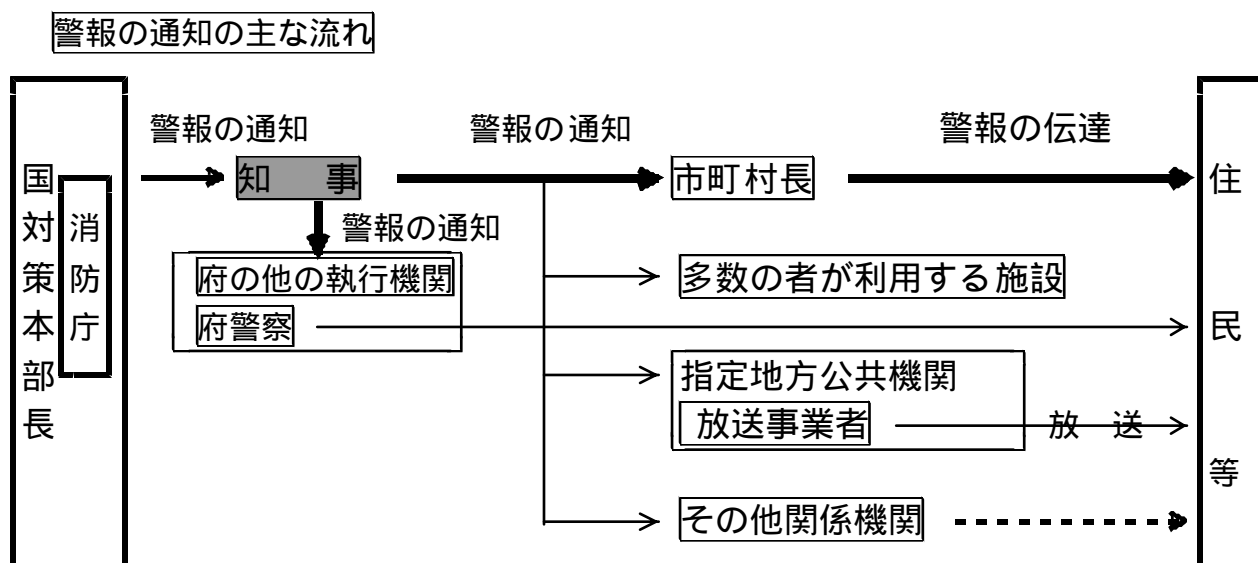 警報の通知の主な流れ
警報の通知
警報の通知
警報の伝達
国対策本部長
消防庁
知　事
市町村長
住民等
警報の通知
府の他の執行機関
府警察
多数の者が利用する施設
指定地方公共機関
放送事業者
放　送
その他関係機関